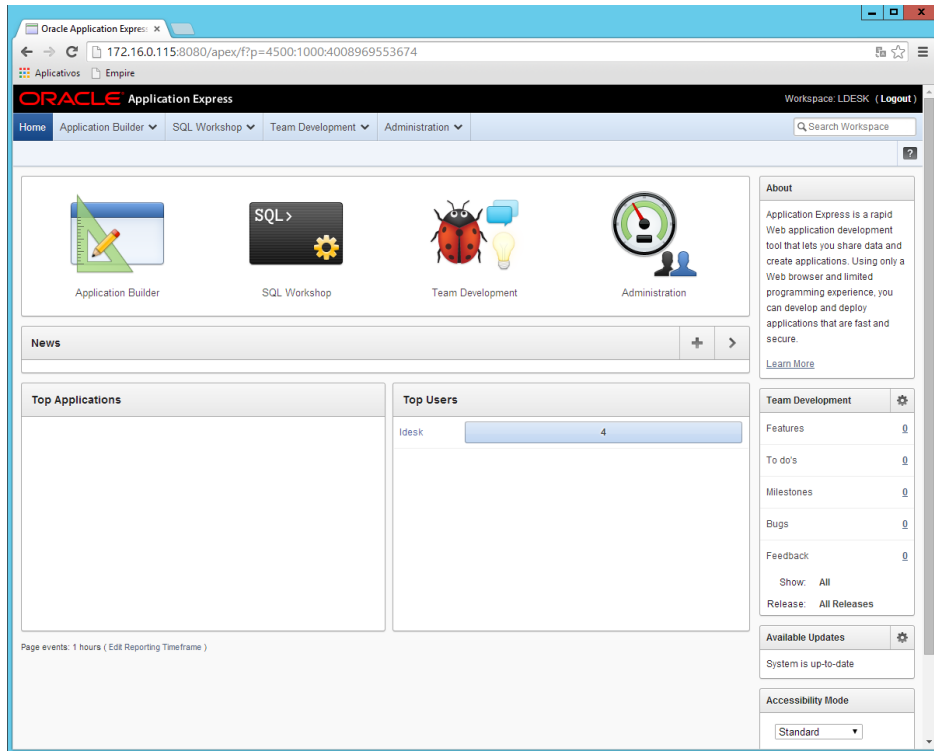 Oracle Application Expres
172.16.0.115:8080/apex/f?p=4500:1000:4008969553674
Aplicativos
Empire
ORACLE Application Express
Workspace: LDESK ( Logout )
Home
Application Builder
SQL Workshop
Team Development
Administration
Search Workspace
?
SQL>
Application Builder
SQL Workshop
Team Development
Administration
News
Top Applications
Top Users
ldesk
4
Page events: 1 hours ( Edit Reporting Timeframe )
About
Application Express is a rapid
Web application development
tool that lets you share data and
create applications. Using only a
Web browser and limited
programming experience, you
can develop and deploy
applications that are fast and
secure.
Learn More
Team Development
Features 0
To do's 0
Milestones 0
Bugs 0
Feedback 0
Show: All
Release: All Releases
Available Updates
System is up-to-date
Accessibility Mode
Standard